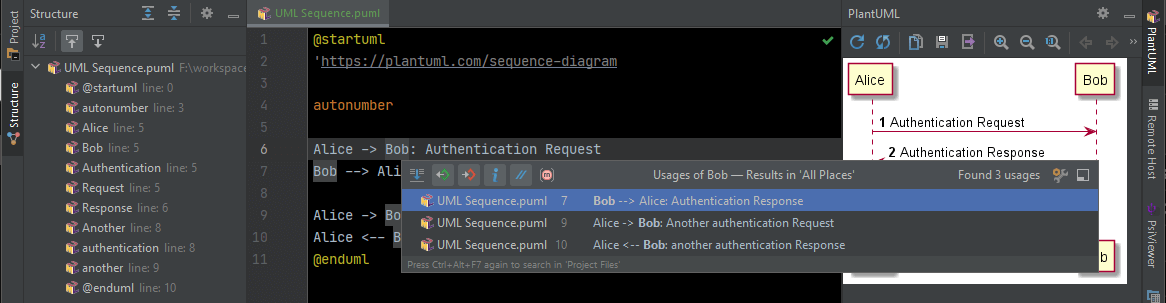 Project
Structure
Structure
UML Sequence.puml F:\workspace
@startuml line: 0
autonumber line: 3
Alice line: 5
Bob line: 5
Authentication line: 5
Request line: 5
Response line: 6
Another line: 8
authentication line: 8
another line: 9
@enduml line: 10
UML Sequence.puml
1 @startuml
2 'https://plantuml.com/sequence-diagram
3
4 autonumber
5
6 Alice -> Bob: Authentication Request
7 Bob --> Ali
8
9 Alice -> Bo
10 Alice <-- B
11 @enduml
Usages of Bob — Results in 'All Places' Found 3 usages
UML Sequence.puml 7 Bob --> Alice: Authentication Response
UML Sequence.puml 9 Alice -> Bob: Another authentication Request
UML Sequence.puml 10 Alice <-- Bob: another authentication Response
Press Ctrl+Alt+F7 again to search in 'Project Files'
PlantUML
Alice Bob
1 Authentication Request
2 Authentication Response
b
PlantUML
Remote Host
PsiViewer